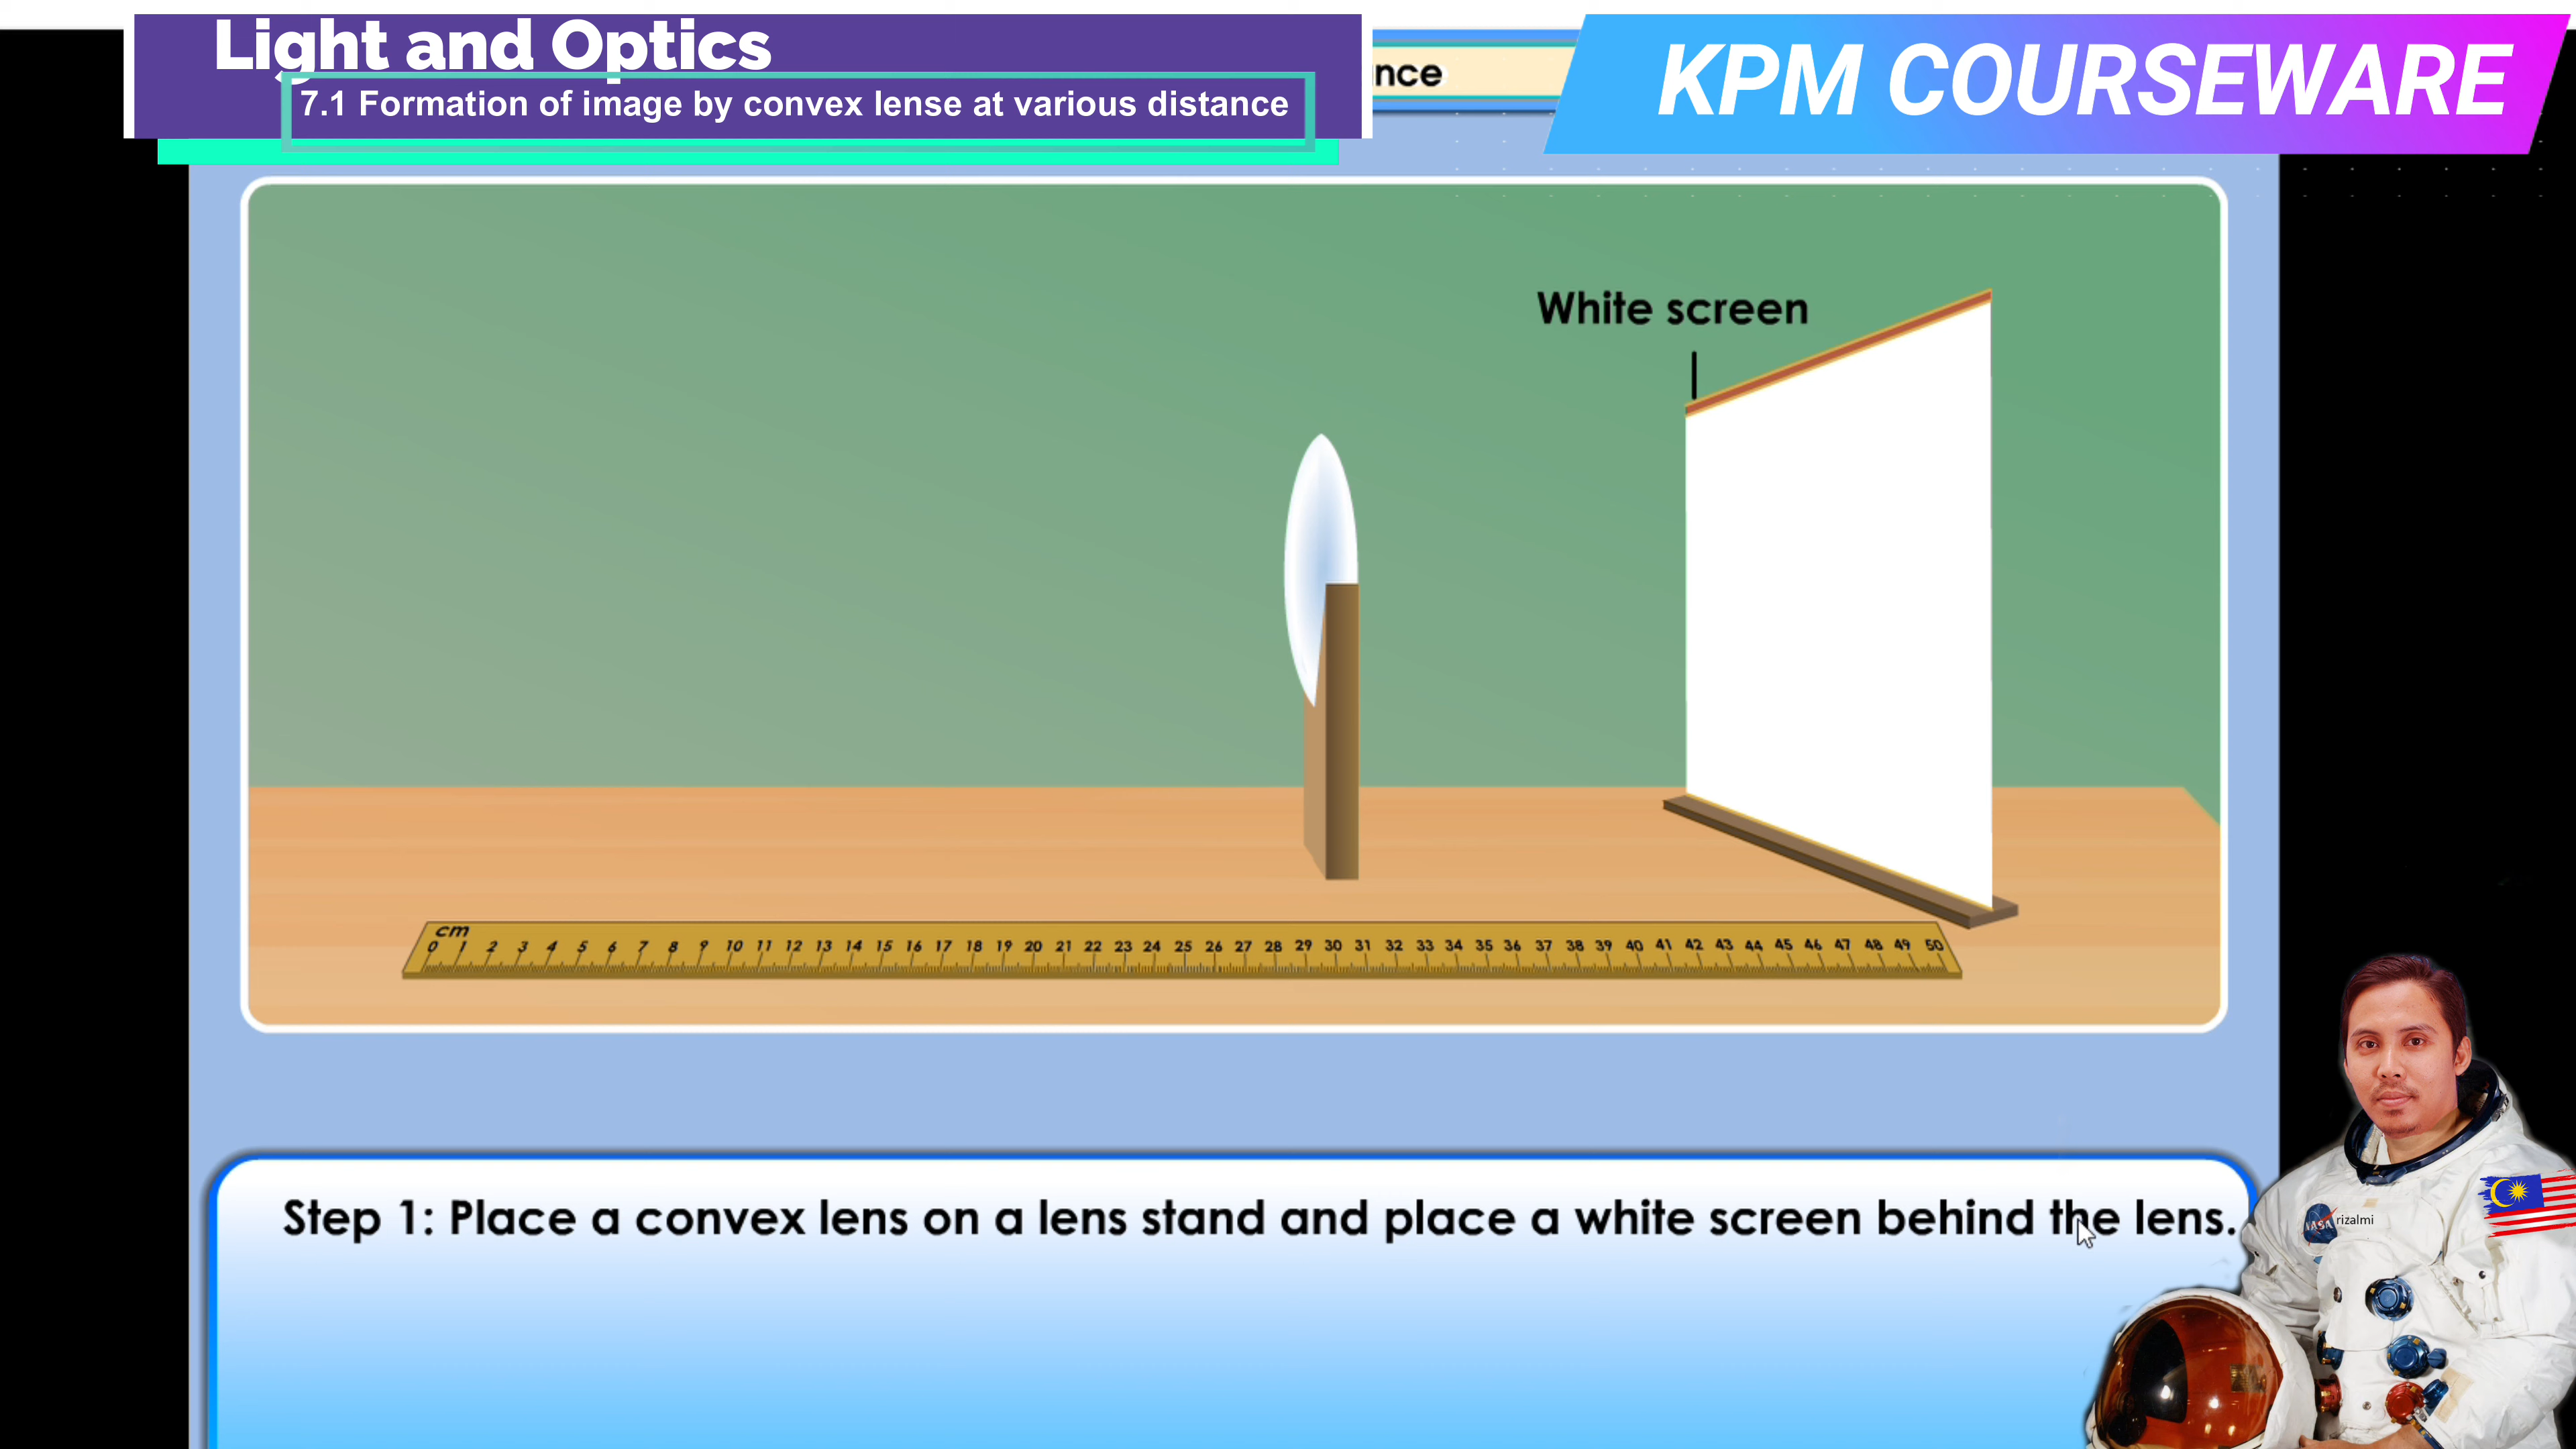 Light and Optics
7.1 Formation of image by convex lense at various distance
nce
KPM COURSEWARE
White screen
cm
0 1 2 3 4 5 6 7 8 9 10 11 12 13 14 15 16 17 18 19 20 21 22 23 24 25 26 27 28 29 30 31 32 33 34 35 36 37 38 39 40 41 42 43 44 45 46 47 48 49 50
Step 1: Place a convex lens on a lens stand and place a white screen behind the lens.
NASA
rizalmi